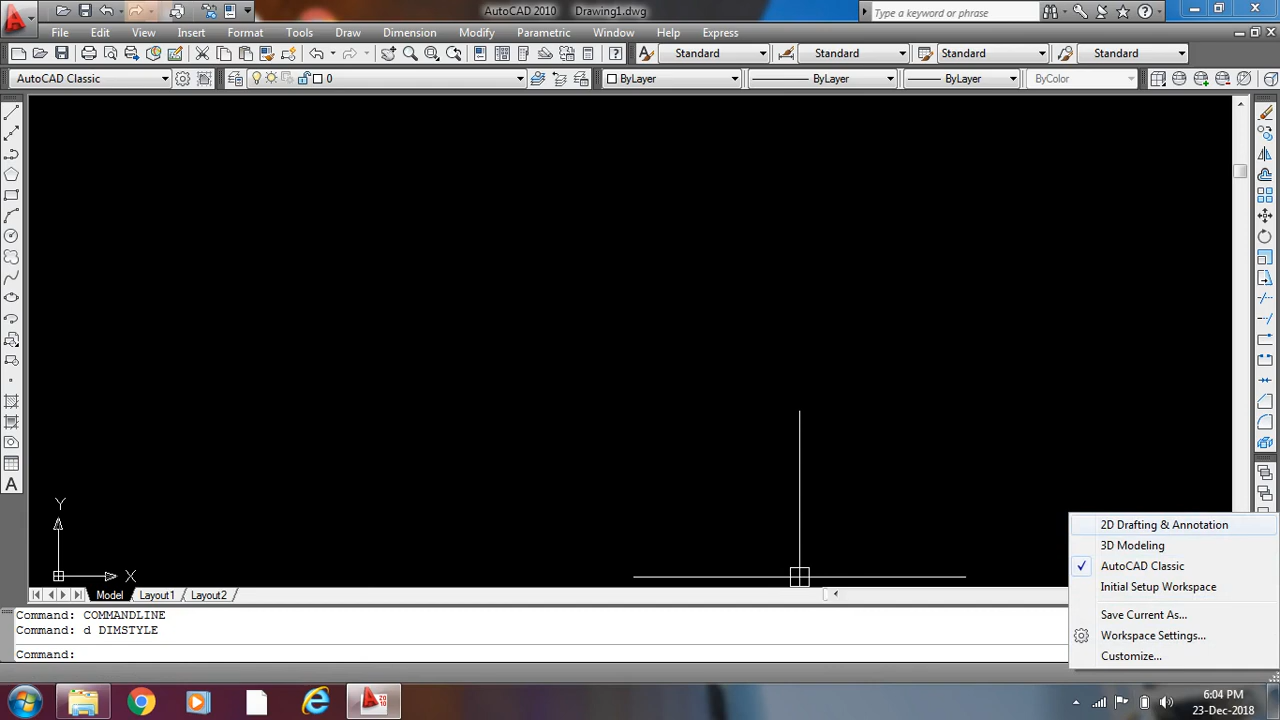 AutoCAD 2010 Drawing1.dwg
Type a keyword or phrase
File Edit View Insert Format Tools Draw Dimension Modify Parametric Window Help Express
Standard Standard Standard Standard
AutoCAD Classic 0 ByLayer ByLayer ByLayer ByColor
A
Y
X
2D Drafting & Annotation
3D Modeling
AutoCAD Classic
Initial Setup Workspace
Save Current As...
Workspace Settings...
Customize...
Model Layout1 Layout2
Command: COMMANDLINE
Command: d DIMSTYLE
Command:
6:04 PM
23-Dec-2018